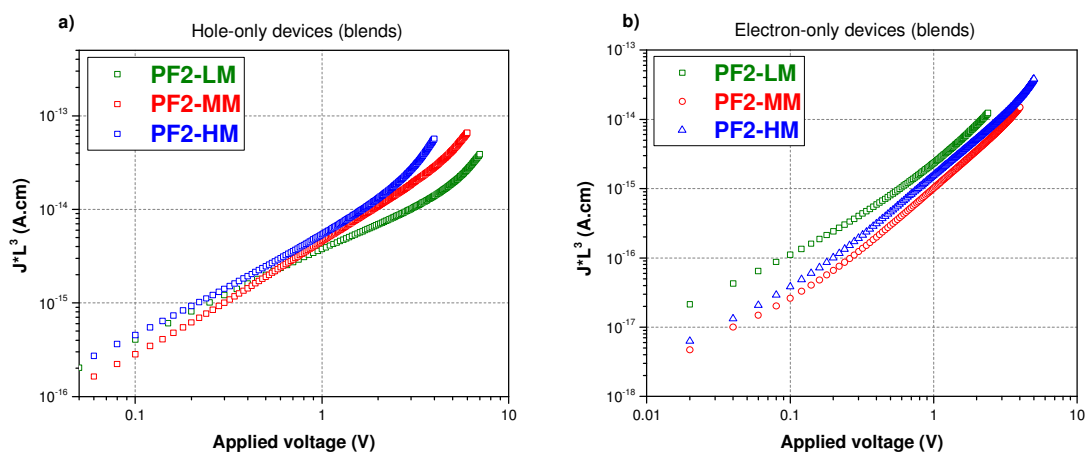 a)
Hole-only devices (blends)
PF2-LM
PF2-MM
PF2-HM
10⁻¹³
10⁻¹⁴
10⁻¹⁵
10⁻¹⁶
J*L³ (A.cm)
0.1
1
10
Applied voltage (V)
b)
Electron-only devices (blends)
PF2-LM
PF2-MM
PF2-HM
10⁻¹³
10⁻¹⁴
10⁻¹⁵
10⁻¹⁶
10⁻¹⁷
10⁻¹⁸
J*L³ (A.cm)
0.01
0.1
1
10
Applied voltage (V)